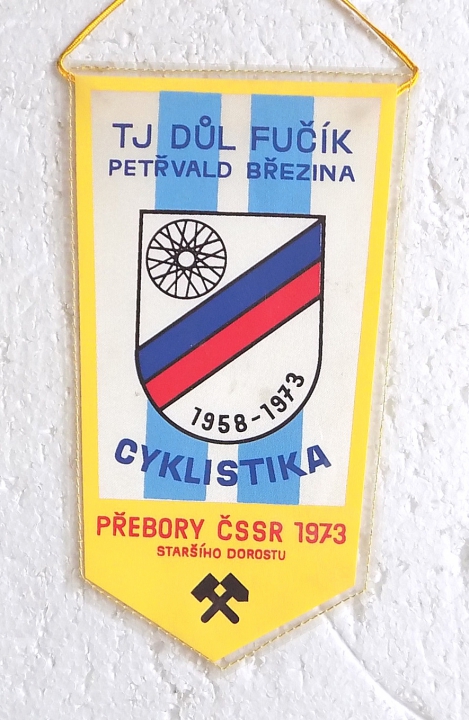 TJ DŮL FUČÍK
PETŘVALD BŘEZINA
1958-1973
CYKLISTIKA
PŘEBORY ČSSR 1973
STARŠÍHO DOROSTU